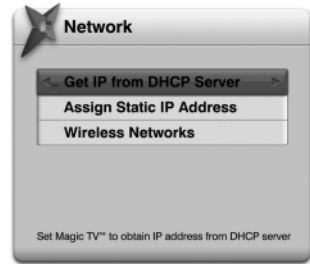 Network
Get IP from DHCP Server
Assign Static IP Address
Wireless Networks
Set Magic TV™ to obtain IP address from DHCP server